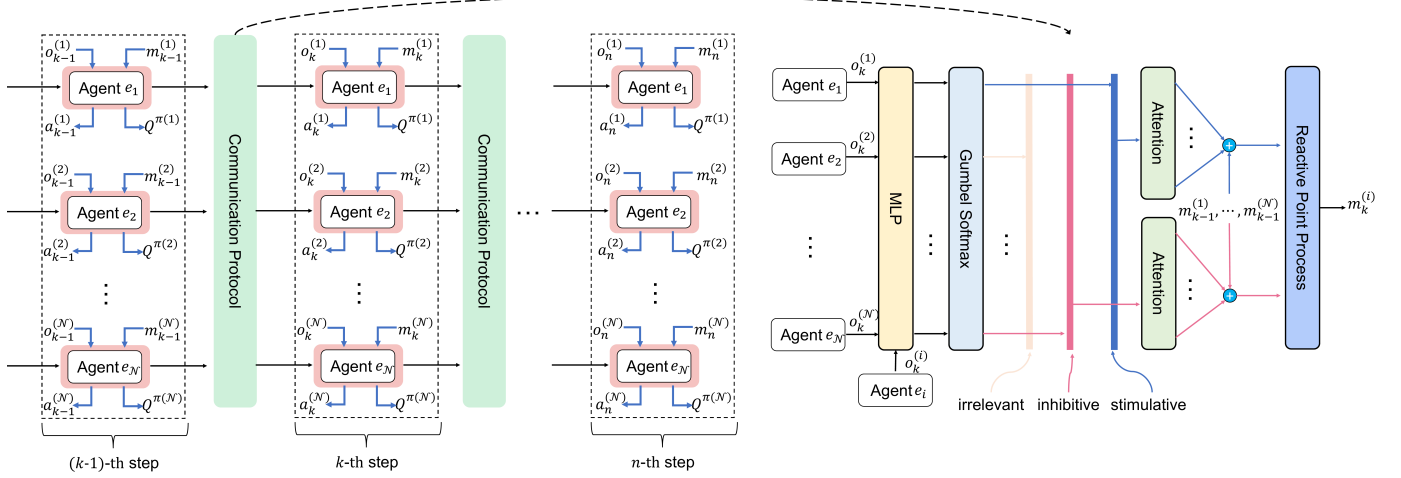 o_{k-1}^{(1)} m_{k-1}^{(1)}
Agent e_1
a_{k-1}^{(1)} Q^{π(1)}
o_{k-1}^{(2)} m_{k-1}^{(2)}
Agent e_2
a_{k-1}^{(2)} Q^{π(2)}
⋮
o_{k-1}^{(𝒩)} m_{k-1}^{(𝒩)}
Agent e_𝒩
a_{k-1}^{(𝒩)} Q^{π(𝒩)}
(k-1)-th step
Communication Protocol
o_k^{(1)} m_k^{(1)}
Agent e_1
a_k^{(1)} Q^{π(1)}
o_k^{(2)} m_k^{(2)}
Agent e_2
a_k^{(2)} Q^{π(2)}
⋮
o_k^{(𝒩)} m_k^{(𝒩)}
Agent e_𝒩
a_k^{(𝒩)} Q^{π(𝒩)}
k-th step
Communication Protocol
⋯
o_n^{(1)} m_n^{(1)}
Agent e_1
a_n^{(1)} Q^{π(1)}
o_n^{(2)} m_n^{(2)}
Agent e_2
a_n^{(2)} Q^{π(2)}
⋮
o_n^{(𝒩)} m_n^{(𝒩)}
Agent e_𝒩
a_n^{(𝒩)} Q^{π(𝒩)}
n-th step
Agent e_1
o_k^{(1)}
Agent e_2
o_k^{(2)}
⋮
Agent e_𝒩
o_k^{(𝒩)}
Agent e_i
o_k^{(i)}
MLP
⋮
Gumbel Softmax
⋮
irrelevant
inhibitive
stimulative
Attention
⋮
+
m_{k-1}^{(1)}, ⋯, m_{k-1}^{(𝒩)}
Attention
⋮
+
Reactive Point Process
m_k^{(i)}